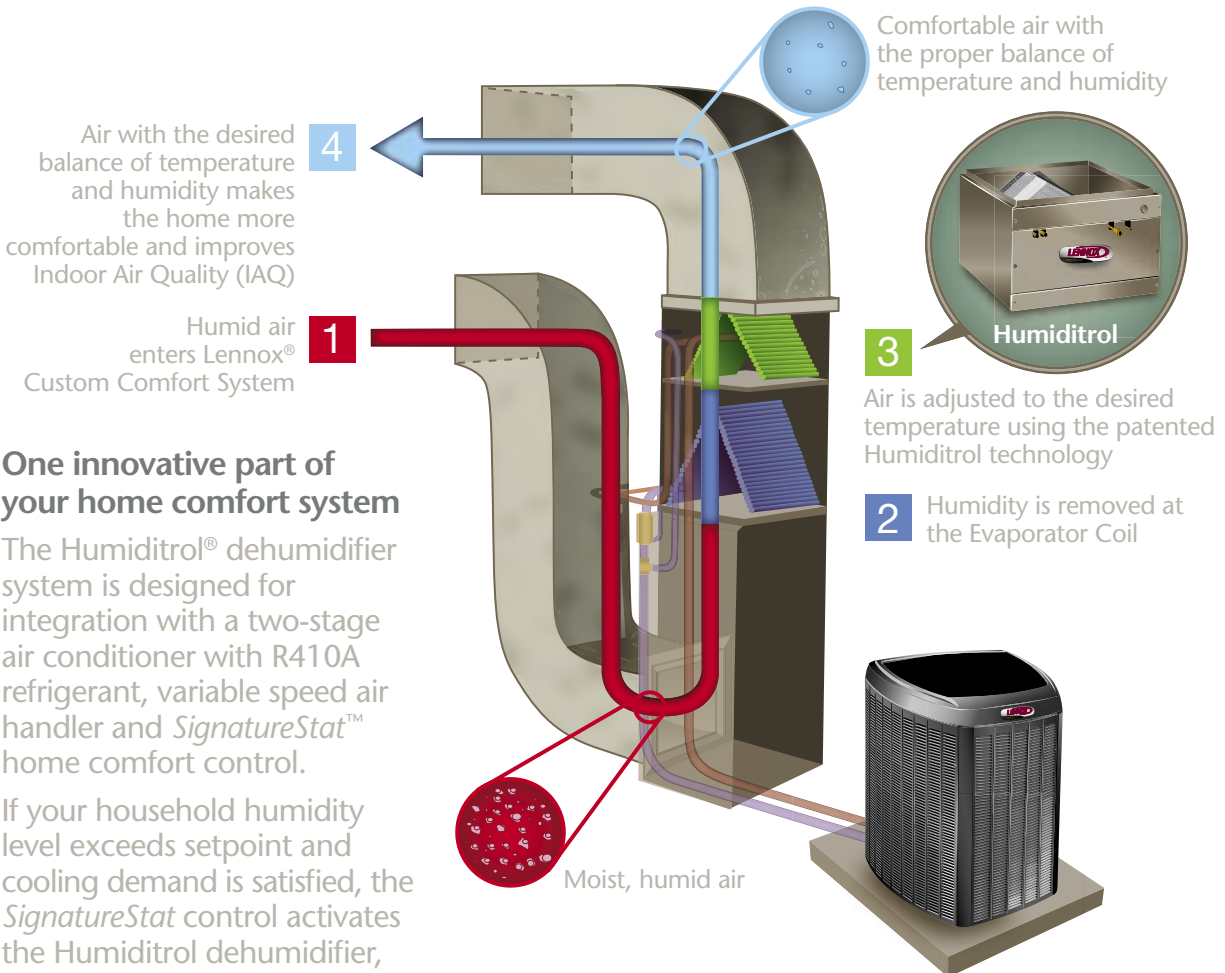 Comfortable air with
the proper balance of
temperature and humidity
Air with the desired
balance of temperature
and humidity makes
the home more
comfortable and improves
Indoor Air Quality (IAQ)
4
Humid air
enters Lennox®
Custom Comfort System
1
LENNOX
Humiditrol
3
Air is adjusted to the desired
temperature using the patented
Humiditrol technology
2
Humidity is removed at
the Evaporator Coil
One innovative part of
your home comfort system
The Humiditrol® dehumidifier
system is designed for
integration with a two-stage
air conditioner with R410A
refrigerant, variable speed air
handler and SignatureStat™
home comfort control.
If your household humidity
level exceeds setpoint and
cooling demand is satisfied, the
SignatureStat control activates
the Humiditrol dehumidifier,
Moist, humid air
LENNOX